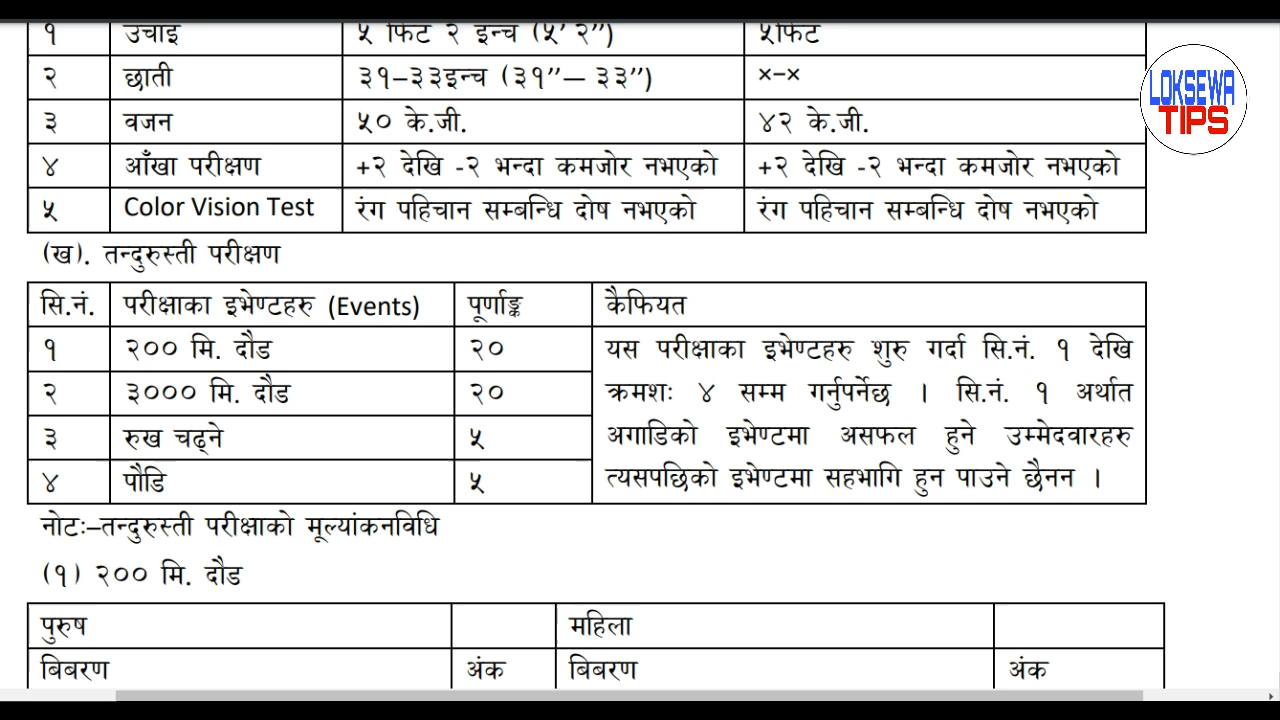 १ उचाइ ५ फिट २ इन्च (५’ २”) ५फिट
२ छाती ३१–३३इन्च (३१”— ३३”) ×–×
३ वजन ५० के.जी. ४२ के.जी.
४ आँखा परीक्षण +२ देखि -२ भन्दा कमजोर नभएको +२ देखि -२ भन्दा कमजोर नभएको
५ Color Vision Test रंग पहिचान सम्बन्धि दोष नभएको रंग पहिचान सम्बन्धि दोष नभएको
LOKSEWA
TIPS
(ख). तन्दुरुस्ती परीक्षण
सि.नं. परीक्षाका इभेण्टहरु (Events) पूर्णाङ्क कैफियत
१ २०० मि. दौड २० यस परीक्षाका इभेण्टहरु शुरु गर्दा सि.नं. १ देखि
२ ३००० मि. दौड २० क्रमशः ४ सम्म गर्नुपर्नेछ । सि.नं. १ अर्थात
३ रुख चढ्ने ५ अगाडिको इभेण्टमा असफल हुने उम्मेदवारहरु
४ पौडि ५ त्यसपछिको इभेण्टमा सहभागि हुन पाउने छैनन ।
नोटः–तन्दुरुस्ती परीक्षाको मूल्यांकनविधि
(१) २०० मि. दौड
पुरुष महिला
बिबरण अंक बिबरण अंक